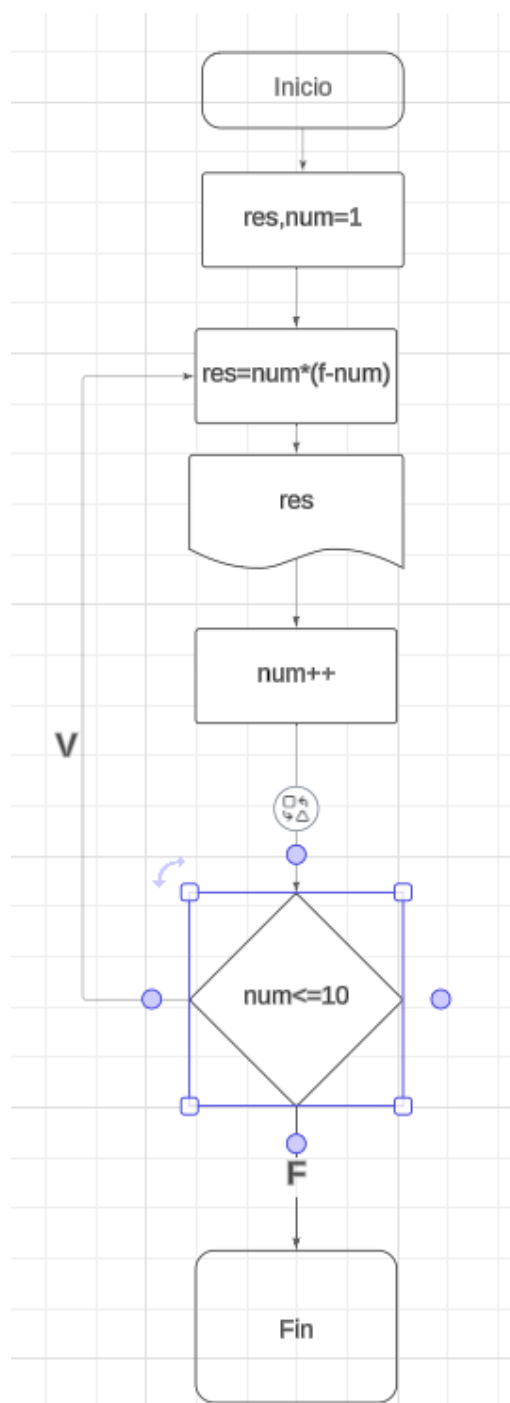 Inicio
res,num=1
res=num*(f-num)
res
num++
V
num<=10
F
Fin